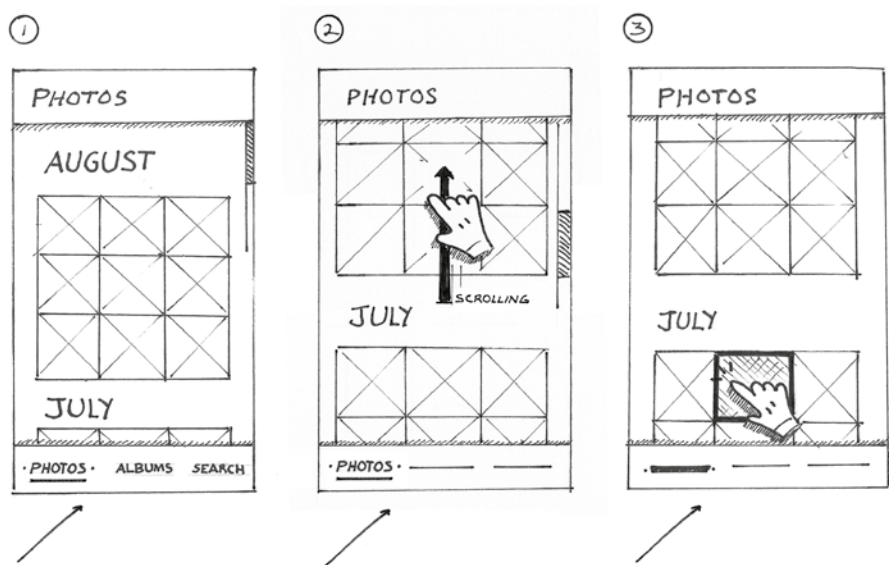 1
PHOTOS
AUGUST
JULY
PHOTOS ALBUMS SEARCH
2
PHOTOS
SCROLLING
JULY
PHOTOS
3
PHOTOS
JULY